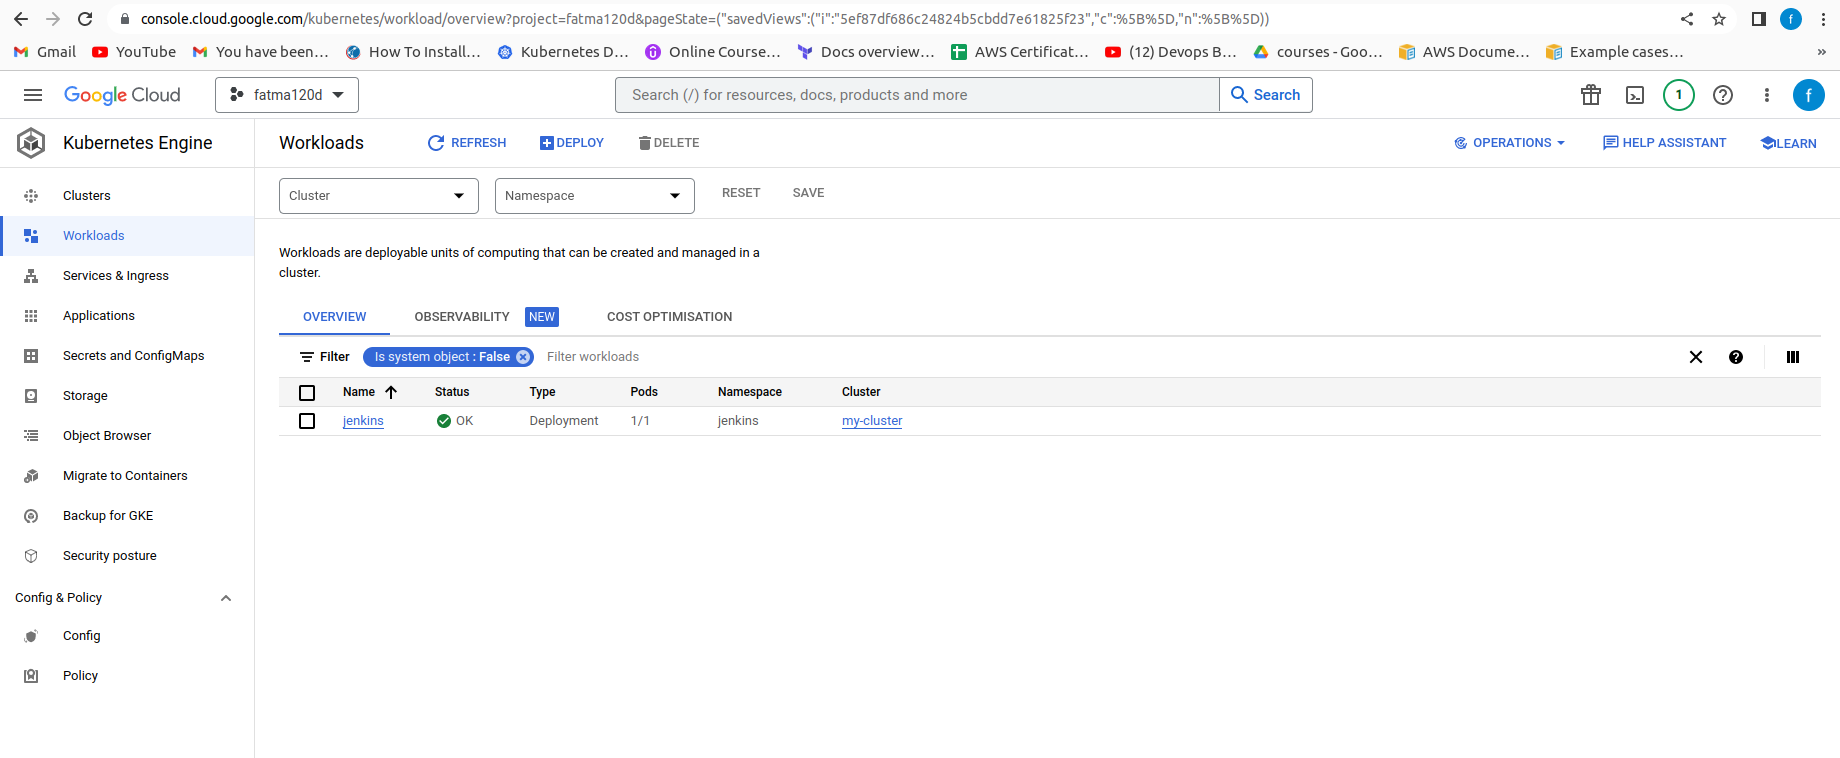 console.cloud.google.com/kubernetes/workload/overview?project=fatma120d&pageState=("savedViews":("i":"5ef87df686c24824b5cbdd7e61825f23","c":%5B%5D,"n":%5B%5D))
f
Gmail YouTube You have been... How To Install... Kubernetes D... Online Course... Docs overview... AWS Certificat... (12) Devops B... courses - Goo... AWS Docume... Example cases... »
Google Cloud fatma120d Search (/) for resources, docs, products and more Search 1 f
Kubernetes Engine Workloads REFRESH DEPLOY DELETE OPERATIONS HELP ASSISTANT LEARN
Clusters
Workloads
Services & Ingress
Applications
Secrets and ConfigMaps
Storage
Object Browser
Migrate to Containers
Backup for GKE
Security posture
Config & Policy
Config
Policy
Cluster Namespace RESET SAVE
Workloads are deployable units of computing that can be created and managed in a
cluster.
OVERVIEW OBSERVABILITY NEW COST OPTIMISATION
Filter Is system object : False Filter workloads
Name Status Type Pods Namespace Cluster
jenkins OK Deployment 1/1 jenkins my-cluster